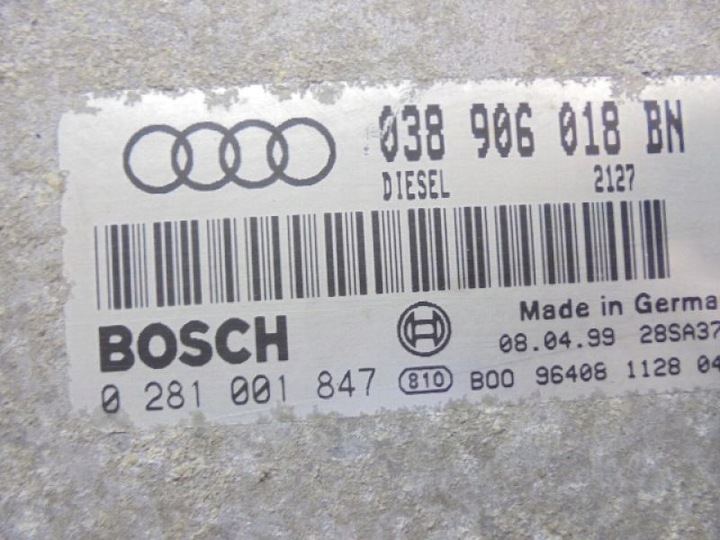 038 906 018 BN
DIESEL 2127
BOSCH
Made in Germa
08.04.99 28SA37
0 281 001 847 810 B00 96408 1128 04